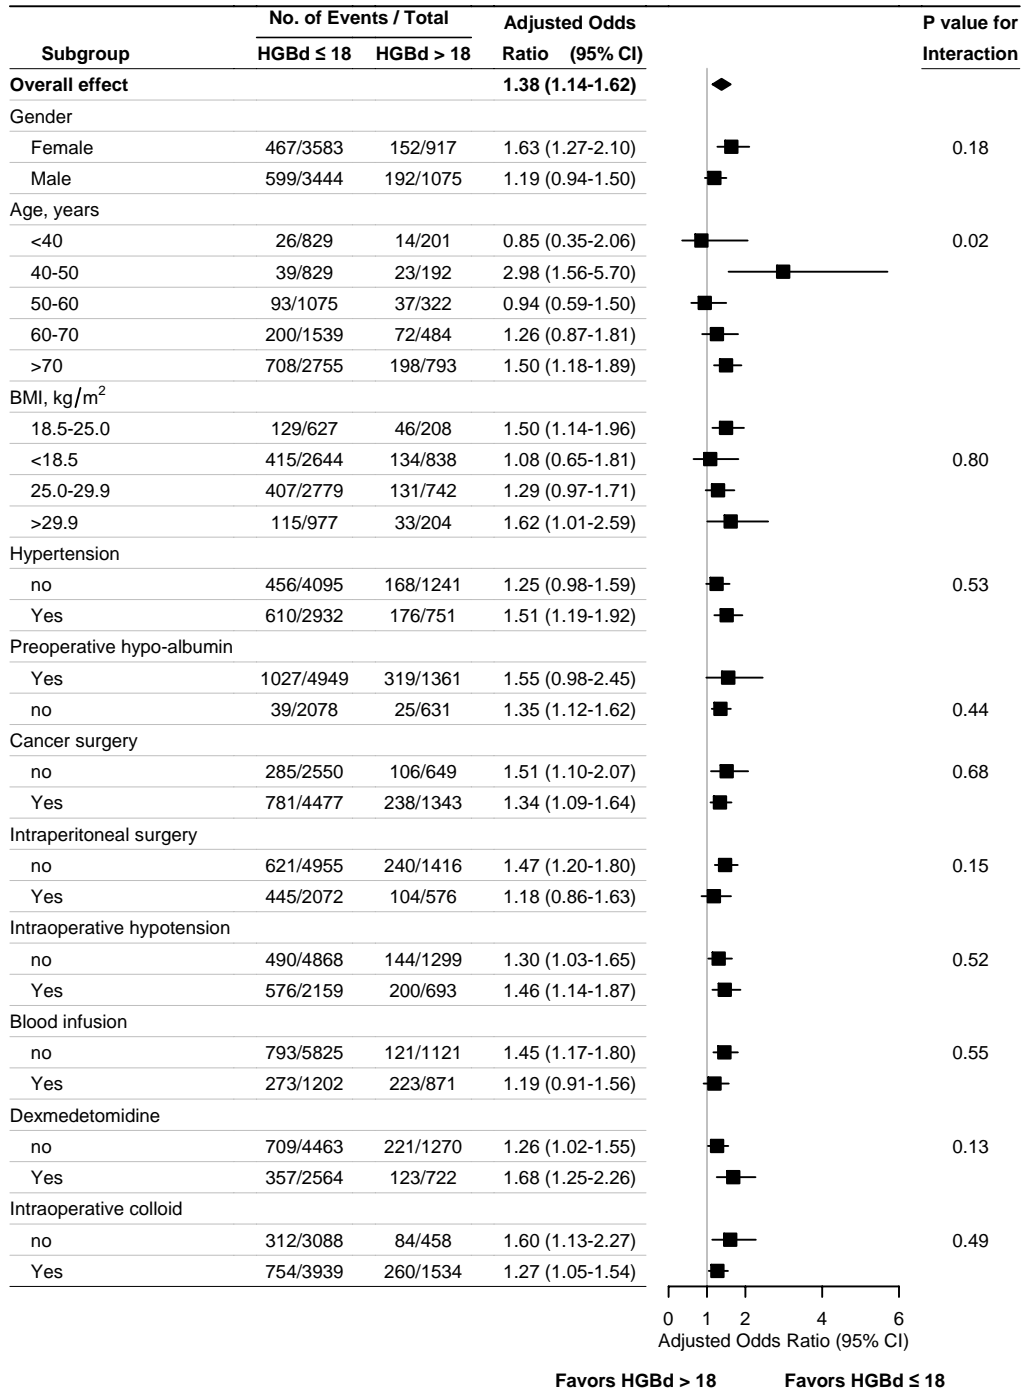 No. of Events / Total Adjusted Odds P value for
Subgroup HGBd ≤ 18 HGBd > 18 Ratio (95% CI) Interaction
Overall effect 1.38 (1.14-1.62)
Gender
Female 467/3583 152/917 1.63 (1.27-2.10) 0.18
Male 599/3444 192/1075 1.19 (0.94-1.50)
Age, years
<40 26/829 14/201 0.85 (0.35-2.06) 0.02
40-50 39/829 23/192 2.98 (1.56-5.70)
50-60 93/1075 37/322 0.94 (0.59-1.50)
60-70 200/1539 72/484 1.26 (0.87-1.81)
>70 708/2755 198/793 1.50 (1.18-1.89)
BMI, kg/m²
18.5-25.0 129/627 46/208 1.50 (1.14-1.96)
<18.5 415/2644 134/838 1.08 (0.65-1.81) 0.80
25.0-29.9 407/2779 131/742 1.29 (0.97-1.71)
>29.9 115/977 33/204 1.62 (1.01-2.59)
Hypertension
no 456/4095 168/1241 1.25 (0.98-1.59) 0.53
Yes 610/2932 176/751 1.51 (1.19-1.92)
Preoperative hypo-albumin
Yes 1027/4949 319/1361 1.55 (0.98-2.45)
no 39/2078 25/631 1.35 (1.12-1.62) 0.44
Cancer surgery
no 285/2550 106/649 1.51 (1.10-2.07) 0.68
Yes 781/4477 238/1343 1.34 (1.09-1.64)
Intraperitoneal surgery
no 621/4955 240/1416 1.47 (1.20-1.80) 0.15
Yes 445/2072 104/576 1.18 (0.86-1.63)
Intraoperative hypotension
no 490/4868 144/1299 1.30 (1.03-1.65) 0.52
Yes 576/2159 200/693 1.46 (1.14-1.87)
Blood infusion
no 793/5825 121/1121 1.45 (1.17-1.80) 0.55
Yes 273/1202 223/871 1.19 (0.91-1.56)
Dexmedetomidine
no 709/4463 221/1270 1.26 (1.02-1.55) 0.13
Yes 357/2564 123/722 1.68 (1.25-2.26)
Intraoperative colloid
no 312/3088 84/458 1.60 (1.13-2.27) 0.49
Yes 754/3939 260/1534 1.27 (1.05-1.54)
0 1 2 4 6
Adjusted Odds Ratio (95% CI)
Favors HGBd > 18 Favors HGBd ≤ 18